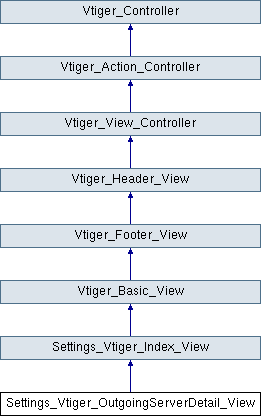 Vtiger_Controller
Vtiger_Action_Controller
Vtiger_View_Controller
Vtiger_Header_View
Vtiger_Footer_View
Vtiger_Basic_View
Settings_Vtiger_Index_View
Settings_Vtiger_OutgoingServerDetail_View